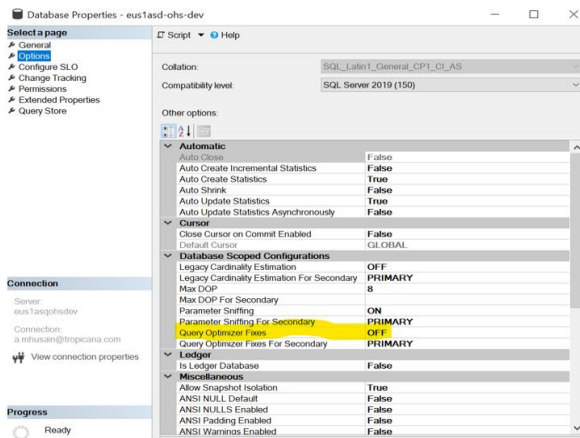 Database Properties - eus1asd-ohs-dev
Select a page
General
Options
Configure SLO
Change Tracking
Permissions
Extended Properties
Query Store
Script Help
Collation: SQL_Latin1_General_CP1_CI_AS
Compatibility level: SQL Server 2019 (150)
Other options:
Automatic
Auto Close False
Auto Create Incremental Statistics False
Auto Create Statistics True
Auto Shrink False
Auto Update Statistics True
Auto Update Statistics Asynchronously False
Cursor
Close Cursor on Commit Enabled False
Default Cursor GLOBAL
Database Scoped Configurations
Legacy Cardinality Estimation OFF
Legacy Cardinality Estimation For Secondary PRIMARY
Max DOP 8
Max DOP For Secondary
Parameter Sniffing ON
Parameter Sniffing For Secondary PRIMARY
Query Optimizer Fixes OFF
Query Optimizer Fixes For Secondary PRIMARY
Ledger
Is Ledger Database False
Miscellaneous
Allow Snapshot Isolation True
ANSI NULL Default False
ANSI NULLS Enabled False
ANSI Padding Enabled False
ANSI Warnings Enabled False
Connection
Server:
eus1asqohsdev
Connection:
a.mhusain@tropicana.com
View connection properties
Progress
Ready